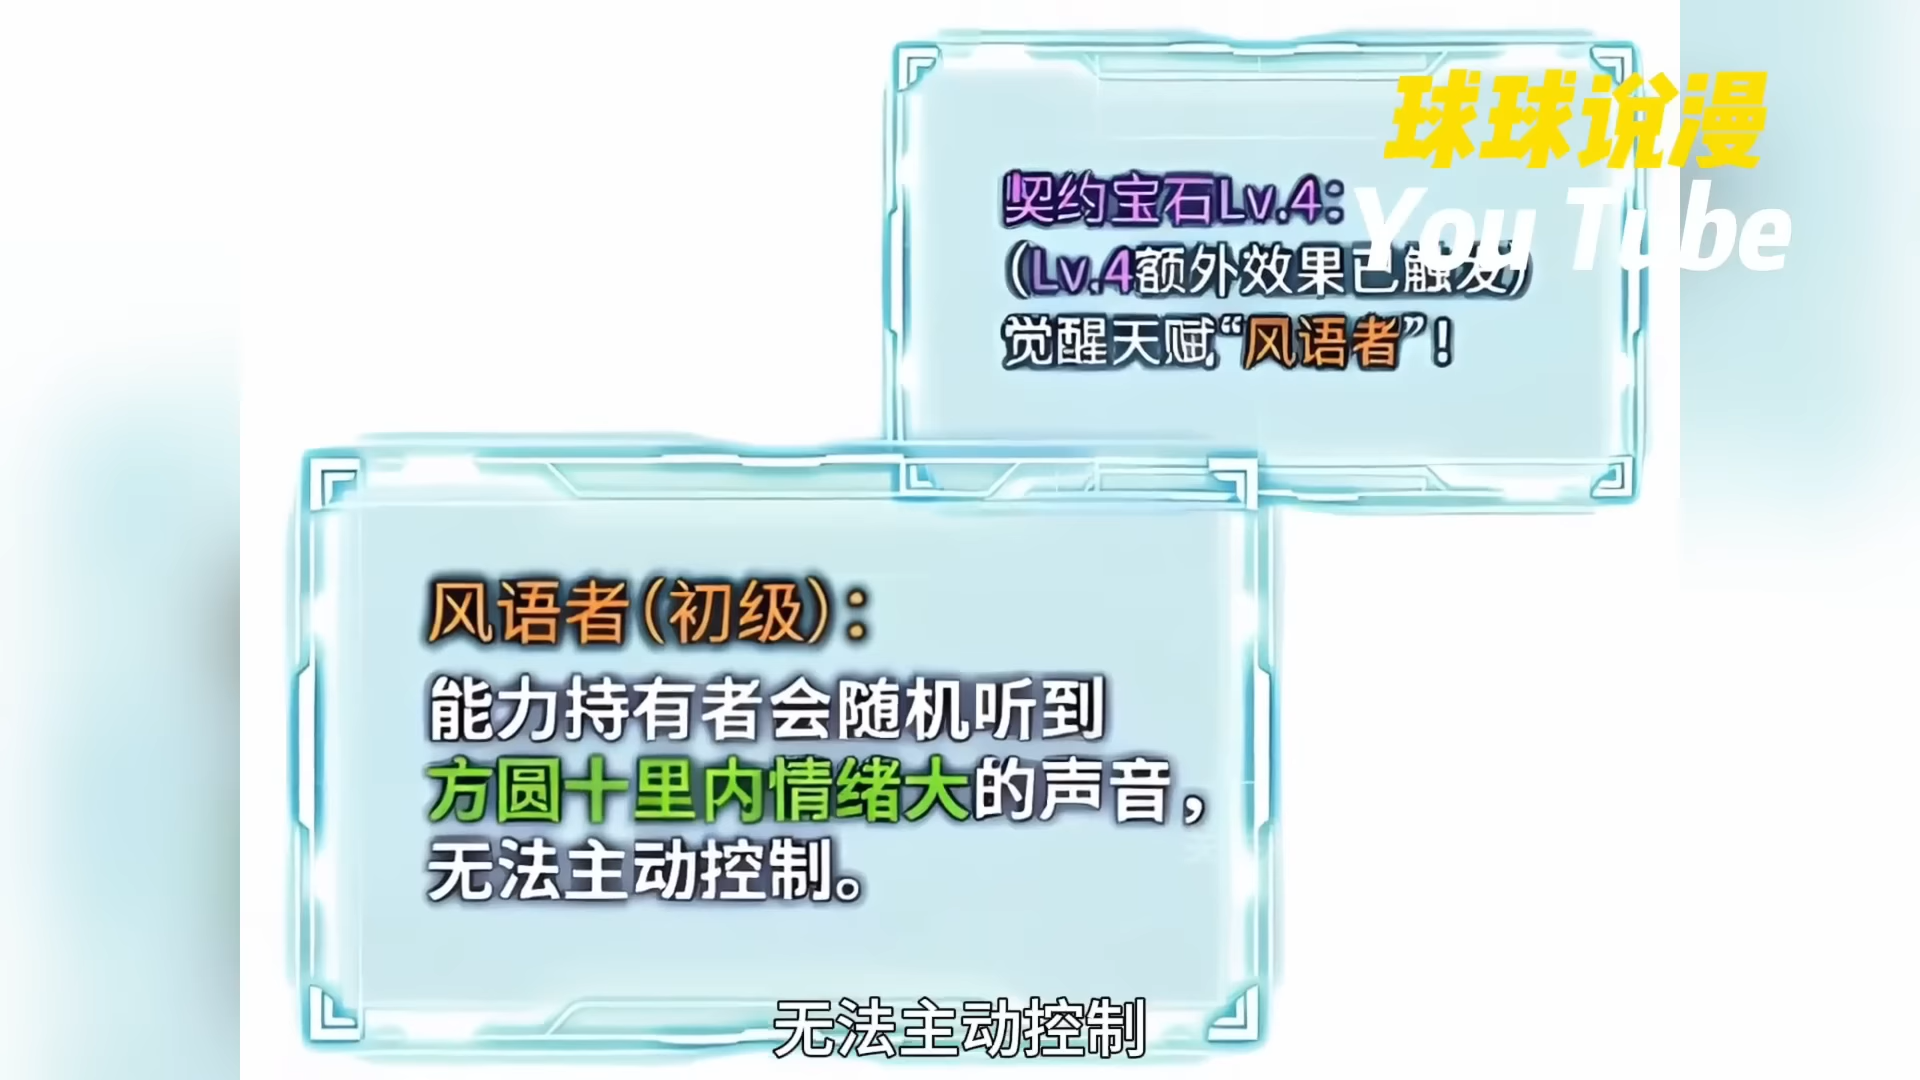 球球说漫
You Tube
契约宝石Lv.4：
（Lv.4额外效果已触发）
觉醒天赋“风语者”！
风语者（初级）：
能力持有者会随机听到
方圆十里内情绪大的声音，
无法主动控制。
无法主动控制